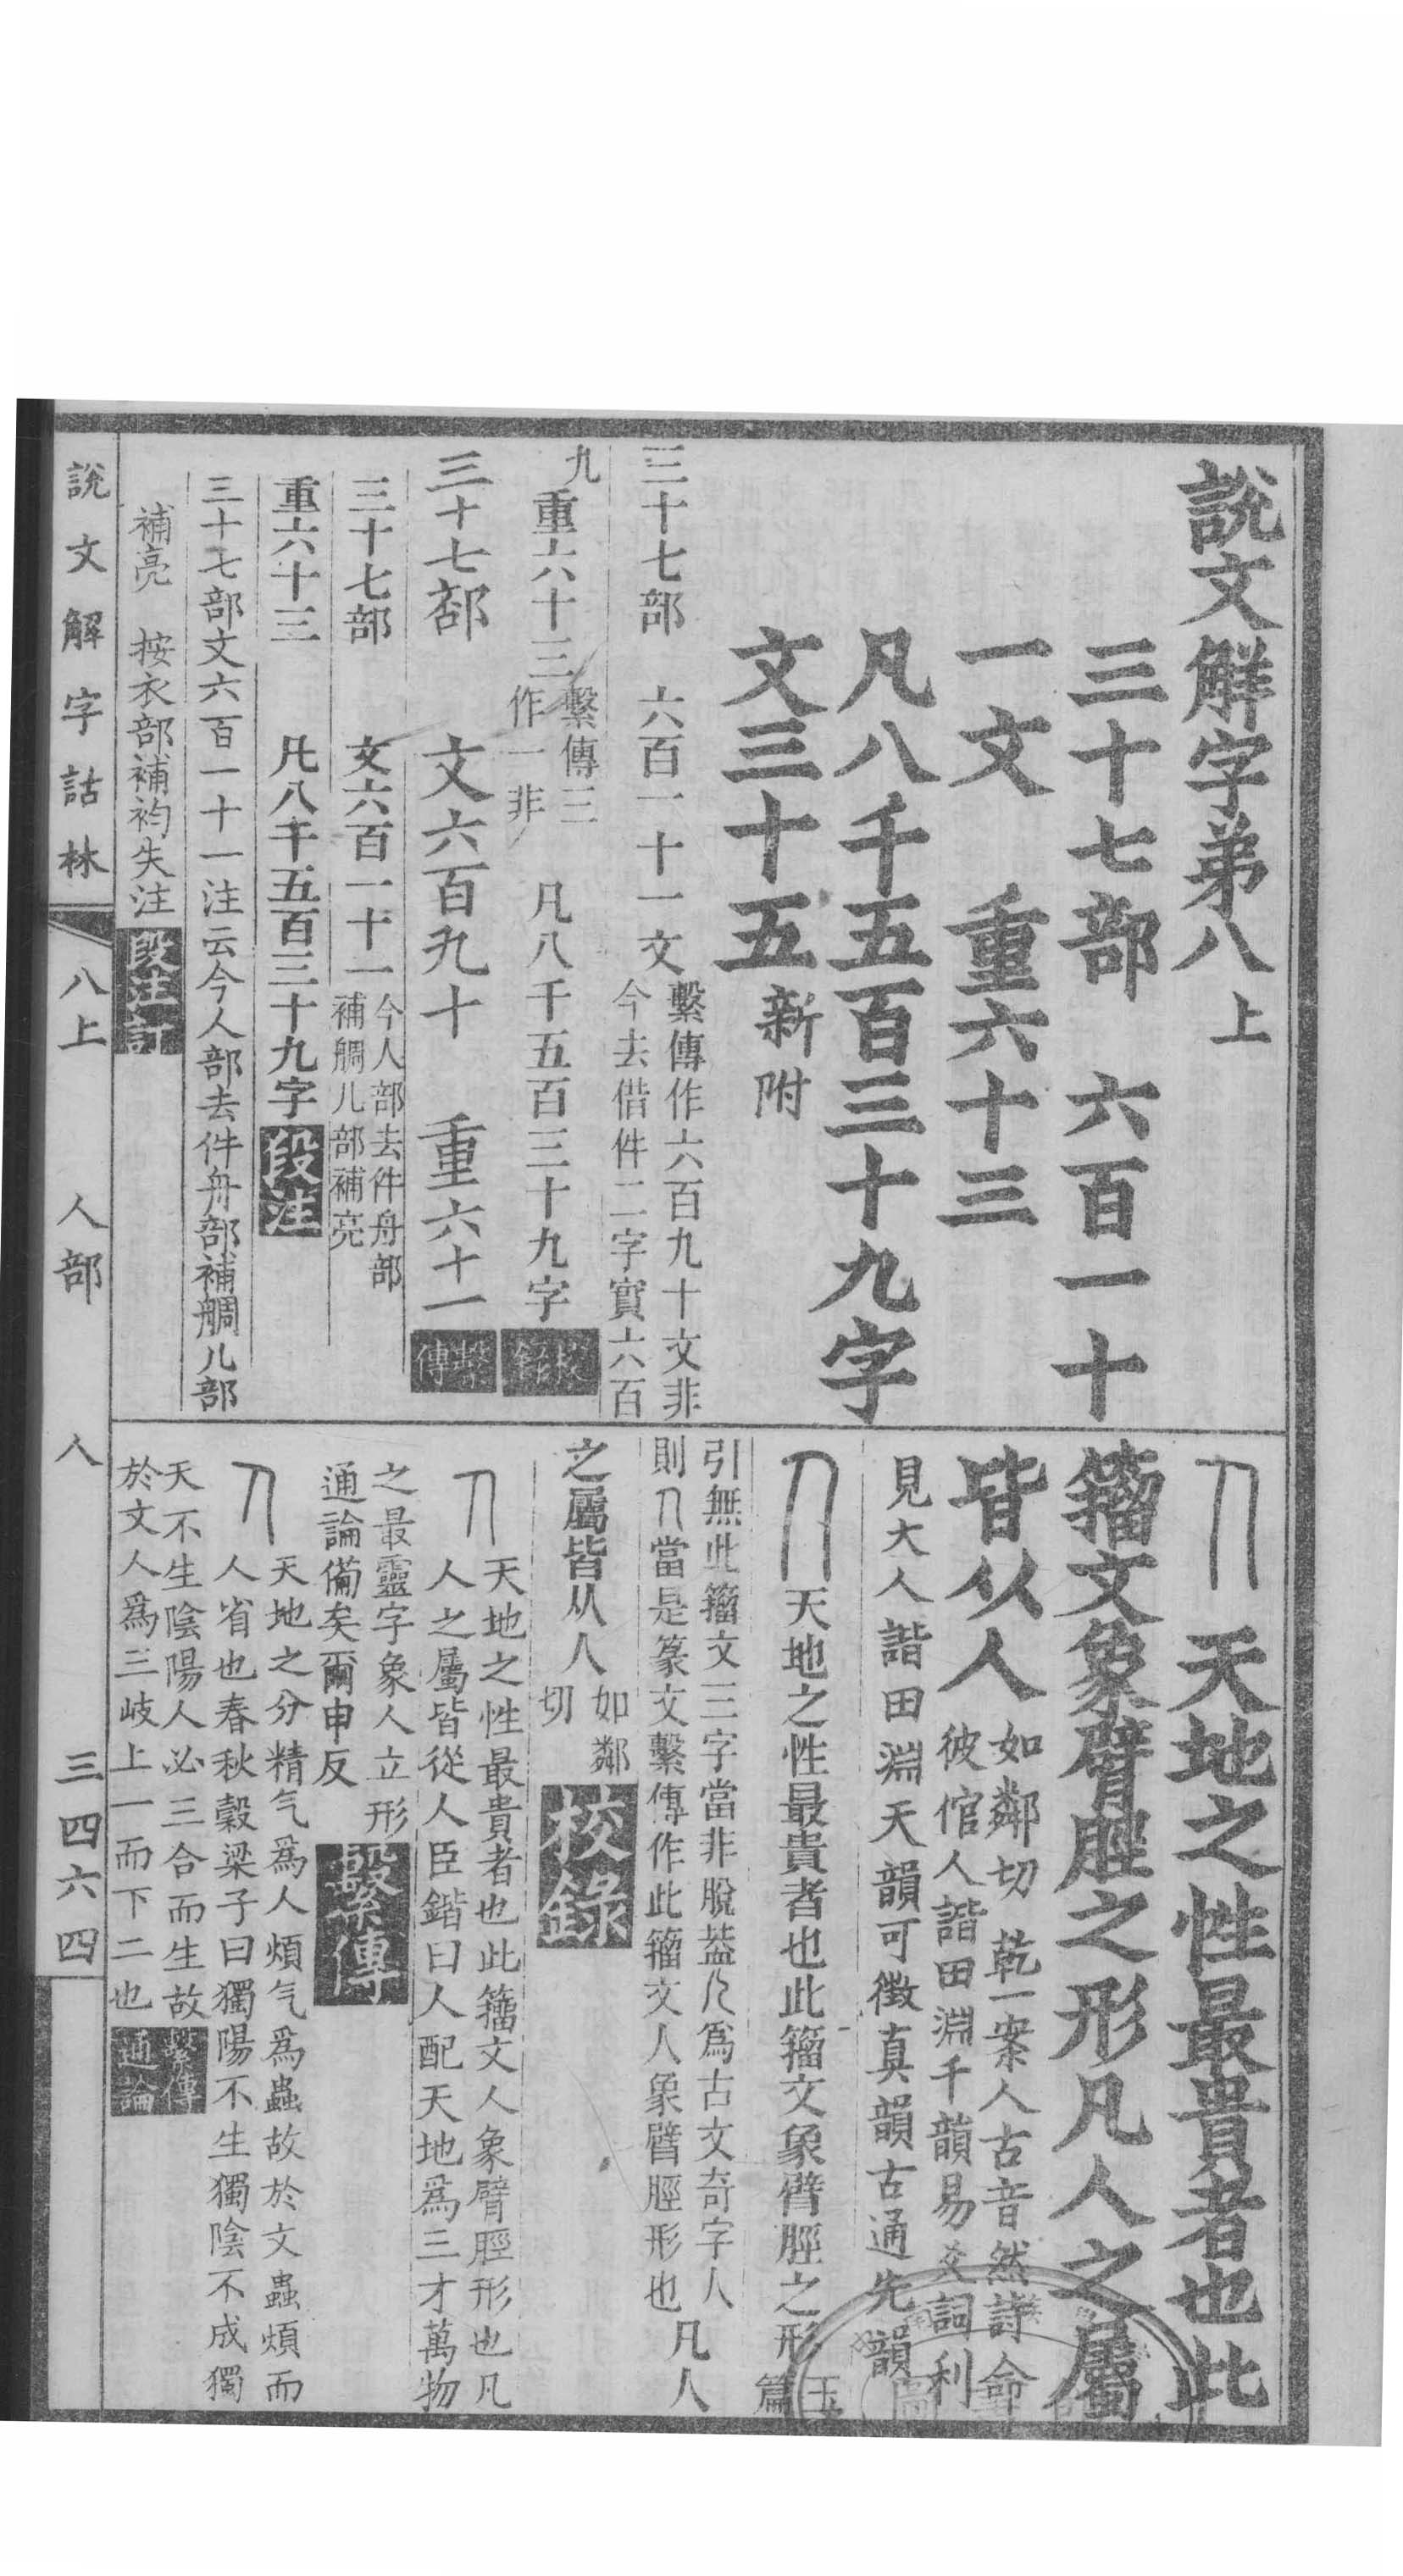 說文解字弟八上
三十七部　六百一十
一文　重六十三
凡八千五百三十九字
文三十五新附
三十七部　六百一十一文繫傳作六百九十文非
今去借件二字實六百
九　重六十三繫傳三
作一非　凡八千五百三十九字校錄
三十七部　文六百九十　重六十一繫傳
三十七部　文六百一十一今人部去件舟部
補艒儿部補亮
重六十三　凡八千五百三十九字段注
三十七部文六百一十一注云今人部去件舟部補艒儿部
補亮　按衣部補袀失注段注訂
天地之性最貴者也此
籀文象臂脛之形凡人之屬
皆从人如鄰切　乾一案人古音然詩命
彼倌人諧田淵千韻易爻詞利
見大人諧田淵天韻可徵真韻古通先韻
天地之性最貴者也此籀文象臂脛之形玉
篇
引無此籀文三字當非脫葢𠆢爲古文奇字人
則𠆢當是篆文繫傳作此籀文人象臂脛形也　凡人
之屬皆从人如鄰
切　校錄
天地之性最貴者也此籀文人象臂脛形也凡
人之屬皆從人臣鍇曰人配天地爲三才萬物
之最靈字象人立形
通論備矣爾申反　繫傳
天地之分精气爲人煩气爲蟲故於文蟲煩而
人省也春秋穀梁子曰獨陽不生獨陰不成獨
天不生陰陽人必三合而生故
於文人爲三岐上一而下二也　繫傳通論
說文解字詁林　八上　人部　人　三四六四